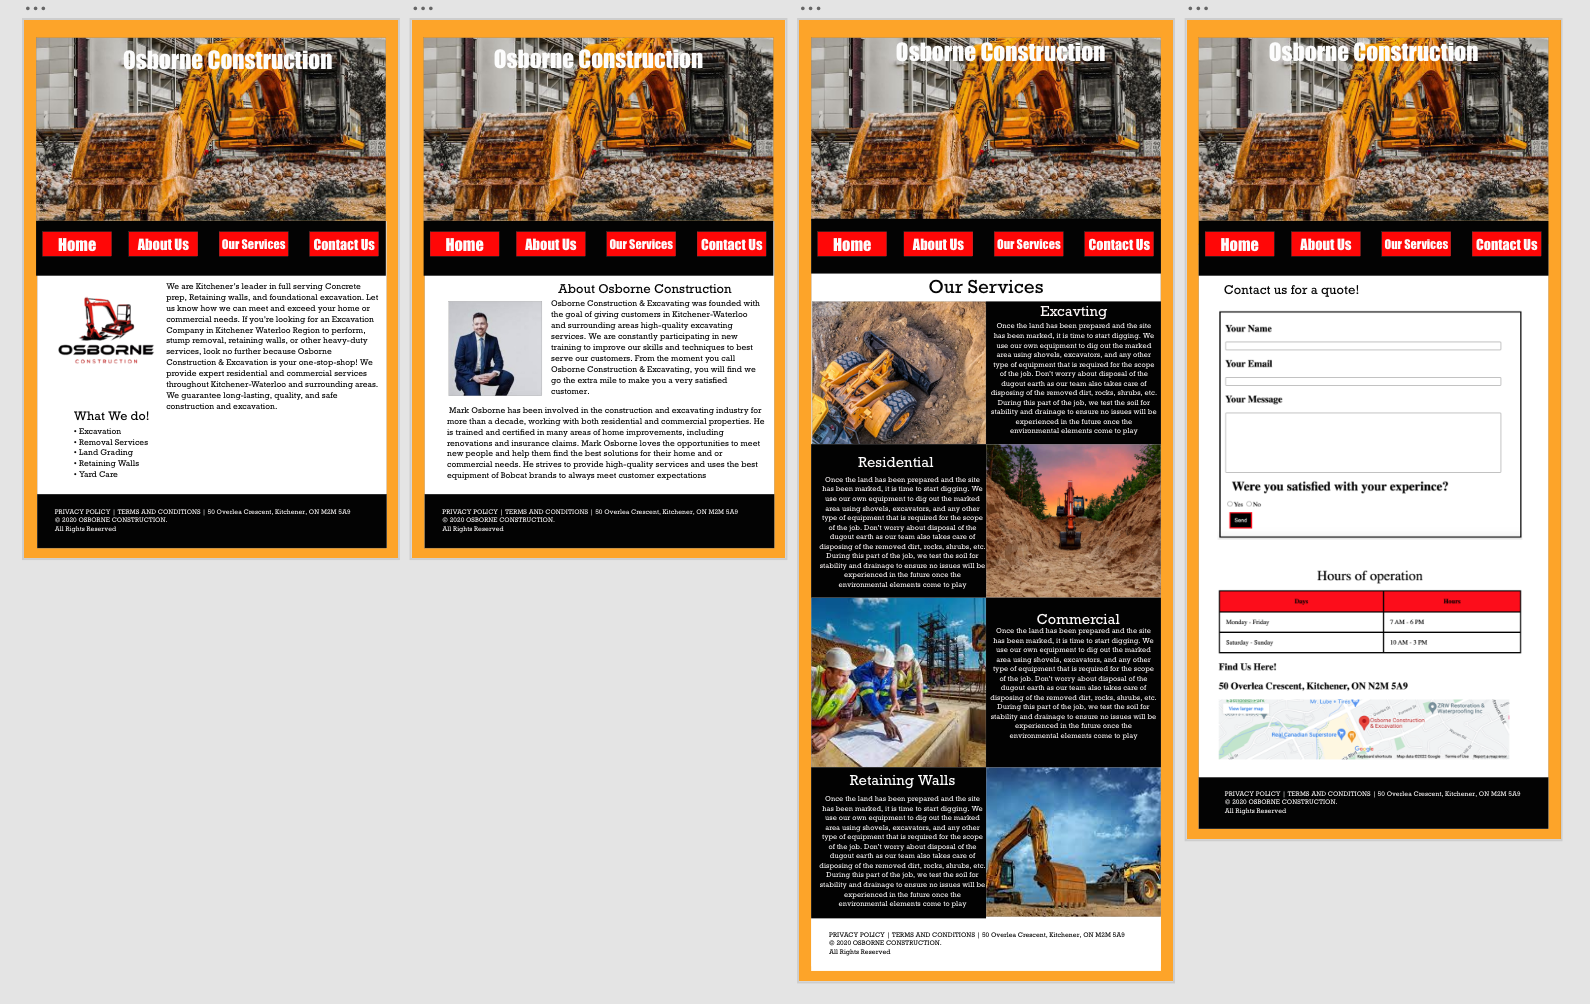 Osborne Construction
Home
About Us
Our Services
Contact Us
OSBORNE
CONSTRUCTION
We are Kitchener's leader in full serving Concrete
prep, Retaining walls, and foundational excavation. Let
us know how we can meet and exceed your home or
commercial needs. If you're looking for an Excavation
Company in Kitchener Waterloo Region to perform,
stump removal, retaining walls, or other heavy-duty
services, look no further because Osborne
Construction & Excavation is your one-stop-shop! We
provide expert residential and commercial services
throughout Kitchener-Waterloo and surrounding areas.
We guarantee long-lasting, quality, and safe
construction and excavation.
What We do!
• Excavation
• Removal Services
• Land Grading
• Retaining Walls
• Yard Care
PRIVACY POLICY | TERMS AND CONDITIONS | 50 Overlea Crescent, Kitchener, ON M2M 5A9
© 2020 OSBORNE CONSTRUCTION.
All Rights Reserved
Osborne Construction
Home
About Us
Our Services
Contact Us
About Osborne Construction
Osborne Construction & Excavating was founded with
the goal of giving customers in Kitchener-Waterloo
and surrounding areas high-quality excavating
services. We are constantly participating in new
training to improve our skills and techniques to best
serve our customers. From the moment you call
Osborne Construction & Excavating, you will find we
go the extra mile to make you a very satisfied
customer.
Mark Osborne has been involved in the construction and excavating industry for
more than a decade, working with both residential and commercial properties. He
is trained and certified in many areas of home improvements, including
renovations and insurance claims. Mark Osborne loves the opportunities to meet
new people and help them find the best solutions for their home and or
commercial needs. He strives to provide high-quality services and uses the best
equipment of Bobcat brands to always meet customer expectations
PRIVACY POLICY | TERMS AND CONDITIONS | 50 Overlea Crescent, Kitchener, ON M2M 5A9
© 2020 OSBORNE CONSTRUCTION.
All Rights Reserved
Osborne Construction
Home
About Us
Our Services
Contact Us
Our Services
Excavting
Once the land has been prepared and the site
has been marked, it is time to start digging. We
use our own equipment to dig out the marked
area using shovels, excavators, and any other
type of equipment that is required for the scope
of the job. Don't worry about disposal of the
dugout earth as our team also takes care of
disposing of the removed dirt, rocks, shrubs, etc.
During this part of the job, we test the soil for
stability and drainage to ensure no issues will be
experienced in the future once the
environmental elements come to play
Residential
Once the land has been prepared and the site
has been marked, it is time to start digging. We
use our own equipment to dig out the marked
area using shovels, excavators, and any other
type of equipment that is required for the scope
of the job. Don't worry about disposal of the
dugout earth as our team also takes care of
disposing of the removed dirt, rocks, shrubs, etc.
During this part of the job, we test the soil for
stability and drainage to ensure no issues will be
experienced in the future once the
environmental elements come to play
Commercial
Once the land has been prepared and the site
has been marked, it is time to start digging. We
use our own equipment to dig out the marked
area using shovels, excavators, and any other
type of equipment that is required for the scope
of the job. Don't worry about disposal of the
dugout earth as our team also takes care of
disposing of the removed dirt, rocks, shrubs, etc.
During this part of the job, we test the soil for
stability and drainage to ensure no issues will be
experienced in the future once the
environmental elements come to play
Retaining Walls
Once the land has been prepared and the site
has been marked, it is time to start digging. We
use our own equipment to dig out the marked
area using shovels, excavators, and any other
type of equipment that is required for the scope
of the job. Don't worry about disposal of the
dugout earth as our team also takes care of
disposing of the removed dirt, rocks, shrubs, etc.
During this part of the job, we test the soil for
stability and drainage to ensure no issues will be
experienced in the future once the
environmental elements come to play
PRIVACY POLICY | TERMS AND CONDITIONS | 50 Overlea Crescent, Kitchener, ON M2M 5A9
© 2020 OSBORNE CONSTRUCTION.
All Rights Reserved
Osborne Construction
Home
About Us
Our Services
Contact Us
Contact us for a quote!
Your Name
Your Email
Your Message
Were you satisfied with your experince?
Yes No
Send
Hours of operation
Days Hours
Monday - Friday 7 AM - 6 PM
Saturday - Sunday 10 AM - 3 PM
Find Us Here!
50 Overlea Crescent, Kitchener, ON N2M 5A9
View larger map
Mr. Lube + Tires
ZRN Restoration &
Waterproofing Inc
Osborne Construction
& Excavation
Real Canadian Superstore
Google
Keyboard shortcuts Map data ©2022 Google Terms of Use Report a map error
PRIVACY POLICY | TERMS AND CONDITIONS | 50 Overlea Crescent, Kitchener, ON M2M 5A9
© 2020 OSBORNE CONSTRUCTION.
All Rights Reserved